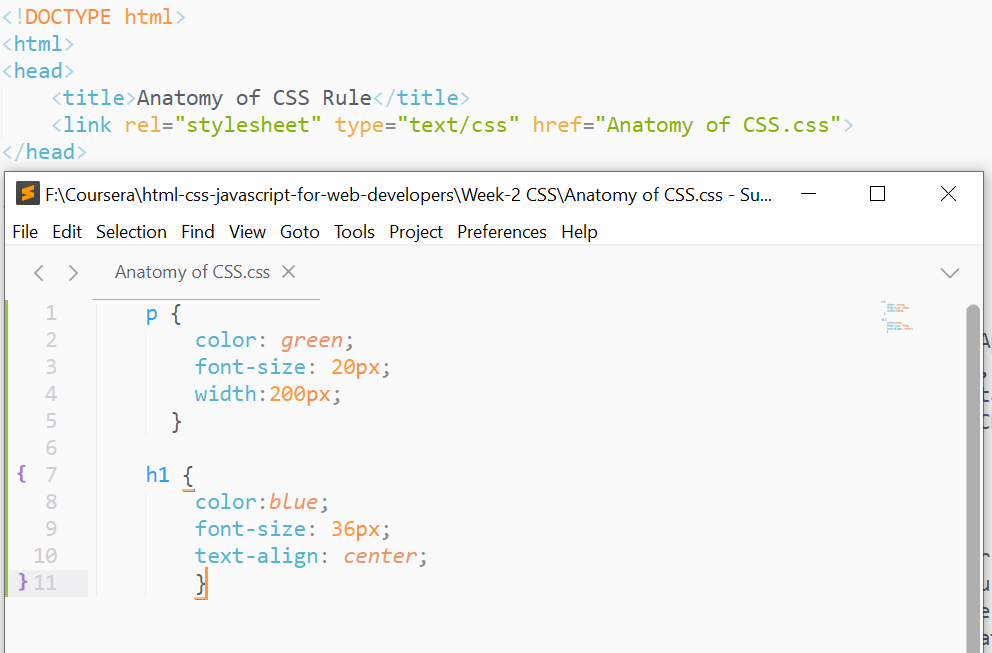 <!DOCTYPE html>
<html>
<head>
    <title>Anatomy of CSS Rule</title>
    <link rel="stylesheet" type="text/css" href="Anatomy of CSS.css">
</head>
F:\Coursera\html-css-javascript-for-web-developers\Week-2 CSS\Anatomy of CSS.css - Su...
File Edit Selection Find View Goto Tools Project Preferences Help
Anatomy of CSS.css
1 p {
2 color: green;
3 font-size: 20px;
4 width:200px;
5 }
6
{ 7 h1 {
8 color:blue;
9 font-size: 36px;
10 text-align: center;
} 11 }